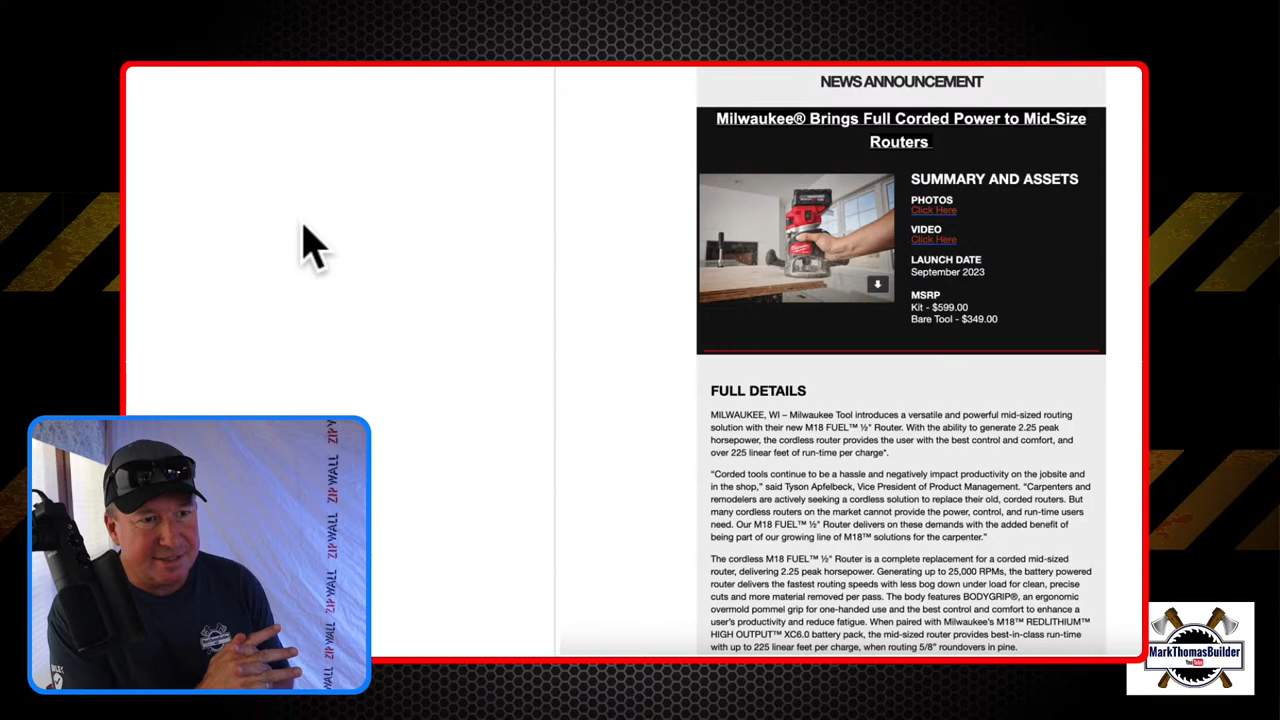 NEWS ANNOUNCEMENT
Milwaukee® Brings Full Corded Power to Mid-Size
Routers
SUMMARY AND ASSETS
PHOTOS
Click Here
VIDEO
Click Here
LAUNCH DATE
September 2023
MSRP
Kit - $599.00
Bare Tool - $349.00
FULL DETAILS
MILWAUKEE, WI – Milwaukee Tool introduces a versatile and powerful mid-sized routing
solution with their new M18 FUEL™ ½" Router. With the ability to generate 2.25 peak
horsepower, the cordless router provides the user with the best control and comfort, and
over 225 linear feet of run-time per charge*.
“Corded tools continue to be a hassle and negatively impact productivity on the jobsite and
in the shop,” said Tyson Apfelbeck, Vice President of Product Management. “Carpenters and
remodelers are actively seeking a cordless solution to replace their old, corded routers. But
many cordless routers on the market cannot provide the power, control, and run-time users
need. Our M18 FUEL™ ½" Router delivers on these demands with the added benefit of
being part of our growing line of M18™ solutions for the carpenter.”
The cordless M18 FUEL™ ½" Router is a complete replacement for a corded mid-sized
router, delivering 2.25 peak horsepower. Generating up to 25,000 RPMs, the battery powered
router delivers the fastest routing speeds with less bog down under load for clean, precise
cuts and more material removed per pass. The body features BODYGRIP®, an ergonomic
overmold pommel grip for one-handed use and the best control and comfort to enhance a
user's productivity and reduce fatigue. When paired with Milwaukee's M18™ REDLITHIUM™
HIGH OUTPUT™ XC6.0 battery pack, the mid-sized router provides best-in-class run-time
with up to 225 linear feet per charge, when routing 5/8" roundovers in pine.
ZIPWALL
ZIPWALL
ZIPWALL
MarkThomasBuilder
YouTube